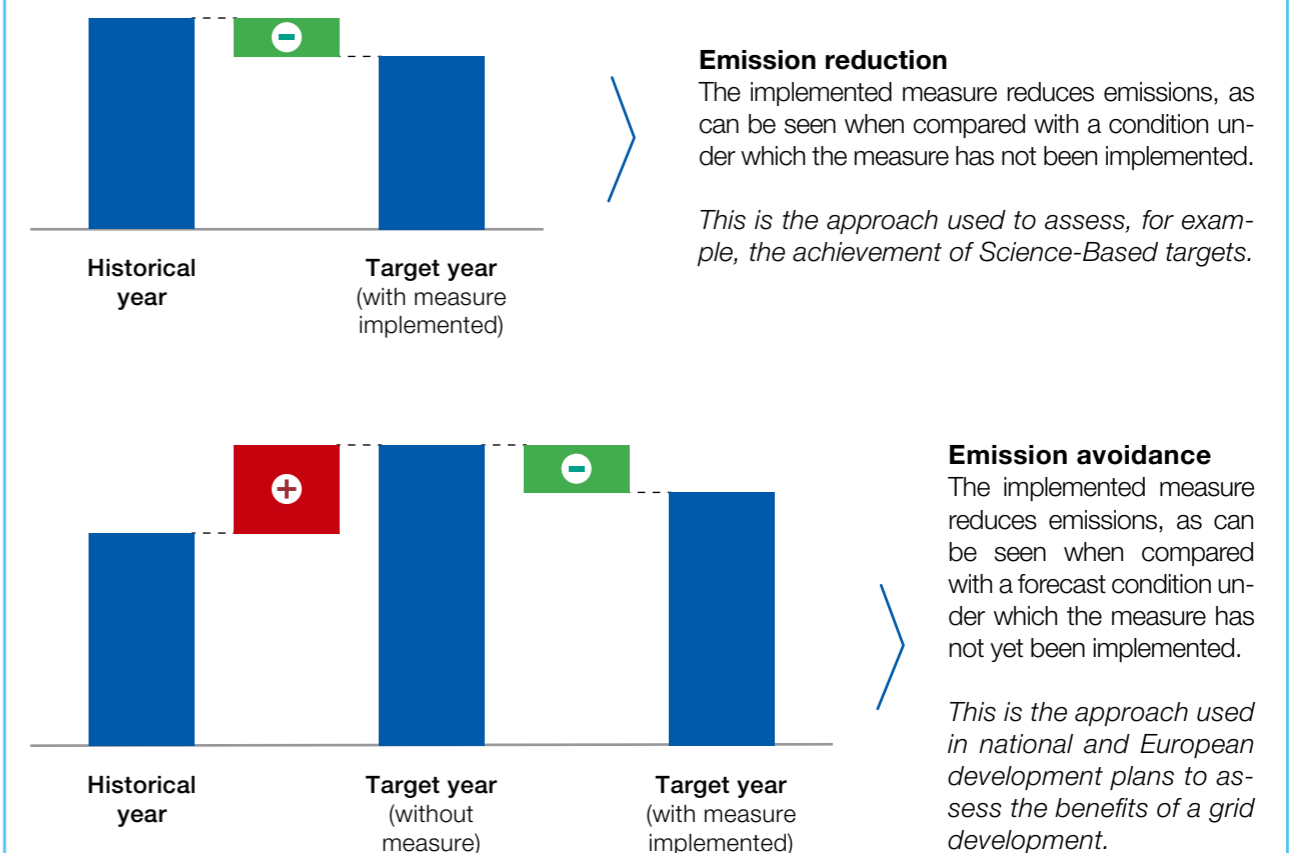 Emission reduction
The implemented measure reduces emissions, as
can be seen when compared with a condition un-
der which the measure has not been implemented.
This is the approach used to assess, for exam-
ple, the achievement of Science-Based targets.
Historical
year
Target year
(with measure
implemented)
Emission avoidance
The implemented measure
reduces emissions, as can
be seen when compared
with a forecast condition un-
der which the measure has
not yet been implemented.
This is the approach used
in national and European
development plans to as-
sess the benefits of a grid
development.
Historical
year
Target year
(without
measure)
Target year
(with measure
implemented)